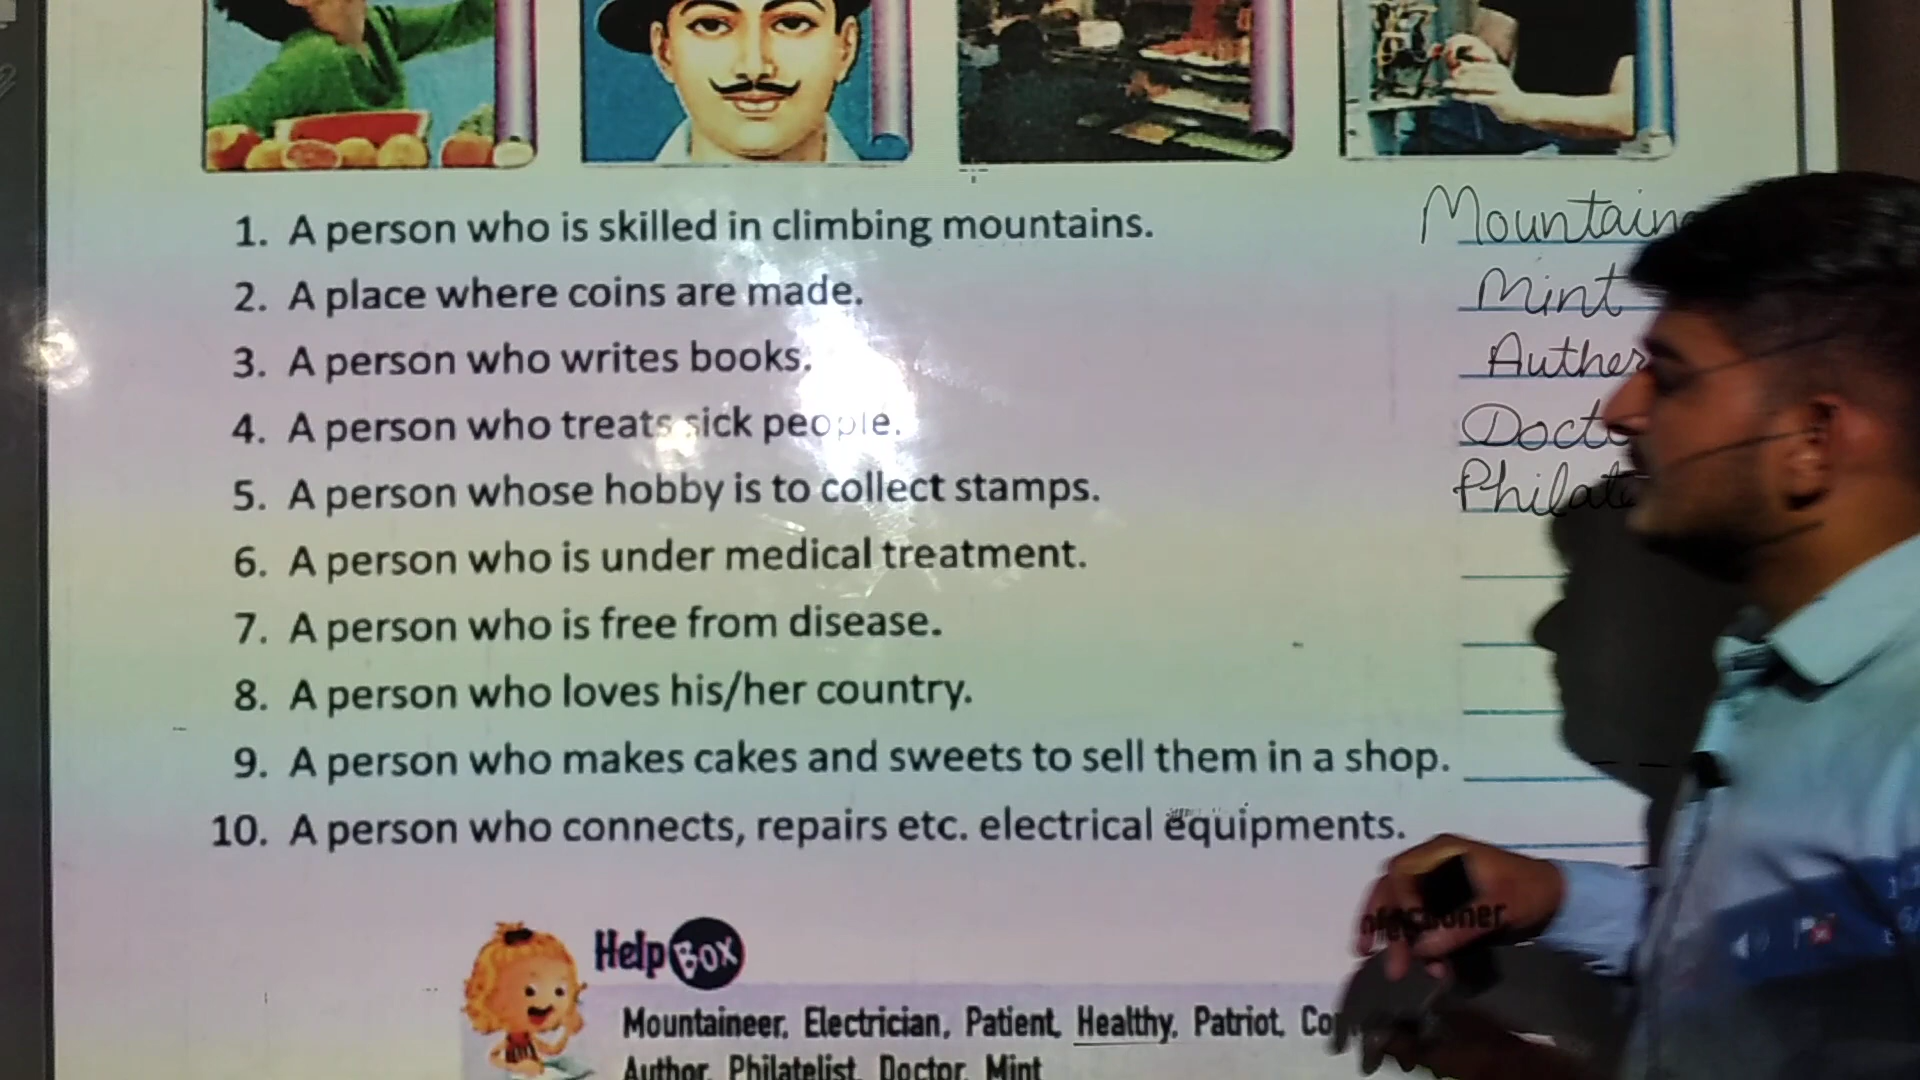 1. A person who is skilled in climbing mountains. Mountain
2. A place where coins are made. Mint
3. A person who writes books. Auther
4. A person who treats sick people. Doct
5. A person whose hobby is to collect stamps. Philat
6. A person who is under medical treatment.
7. A person who is free from disease.
8. A person who loves his/her country.
9. A person who makes cakes and sweets to sell them in a shop.
10. A person who connects, repairs etc. electrical equipments.
Help Box
Mountaineer, Electrician, Patient, Healthy, Patriot,
Author, Philatelist, Doctor, Mint